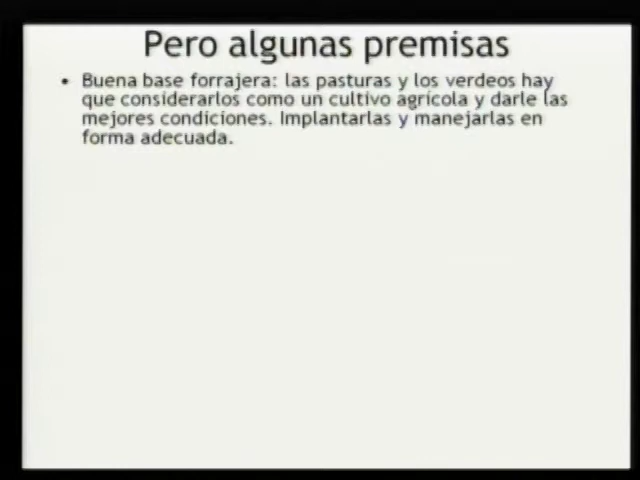 Pero algunas premisas
• Buena base forrajera: las pasturas y los verdeos hay
que considerarlos como un cultivo agrícola y darle las
mejores condiciones. Implantarlas y manejarlas en
forma adecuada.